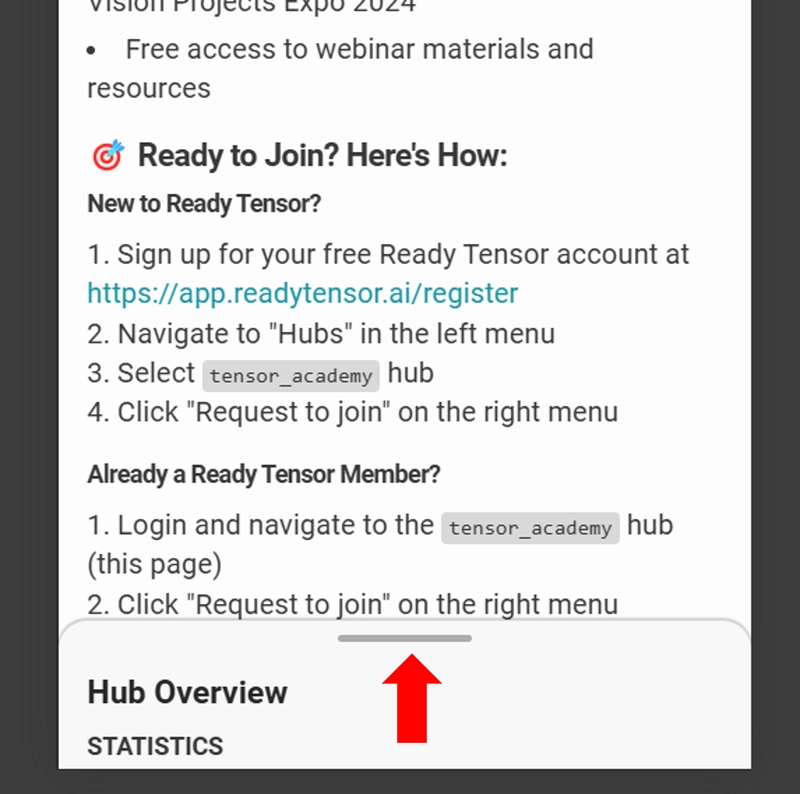 Vision Projects Expo 2024
• Free access to webinar materials and
resources
🎯 Ready to Join? Here's How:
New to Ready Tensor?
1. Sign up for your free Ready Tensor account at
https://app.readytensor.ai/register
2. Navigate to "Hubs" in the left menu
3. Select tensor_academy hub
4. Click "Request to join" on the right menu
Already a Ready Tensor Member?
1. Login and navigate to the tensor_academy hub
(this page)
2. Click "Request to join" on the right menu
Hub Overview
STATISTICS